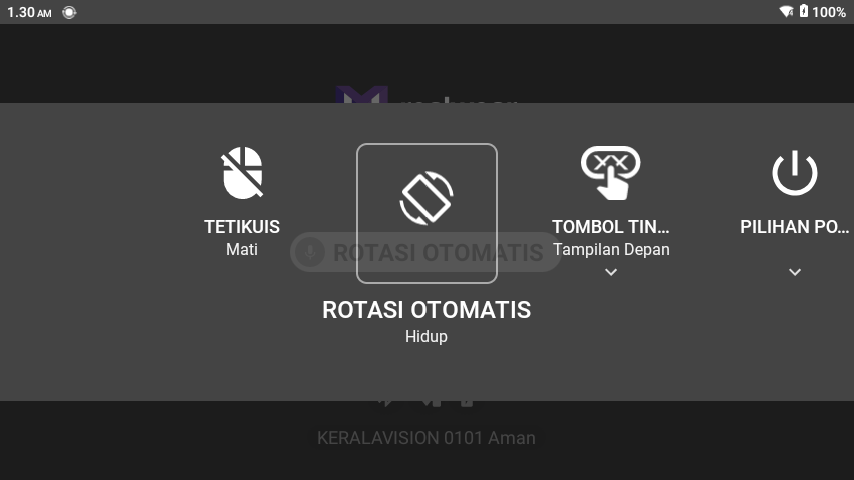 1.30 AM
100%
TETIKUIS
Mati
ROTASI OTOMATIS
ROTASI OTOMATIS
Hidup
TOMBOL TIN...
Tampilan Depan
PILIHAN PO...
KERALAVISION 0101 Aman